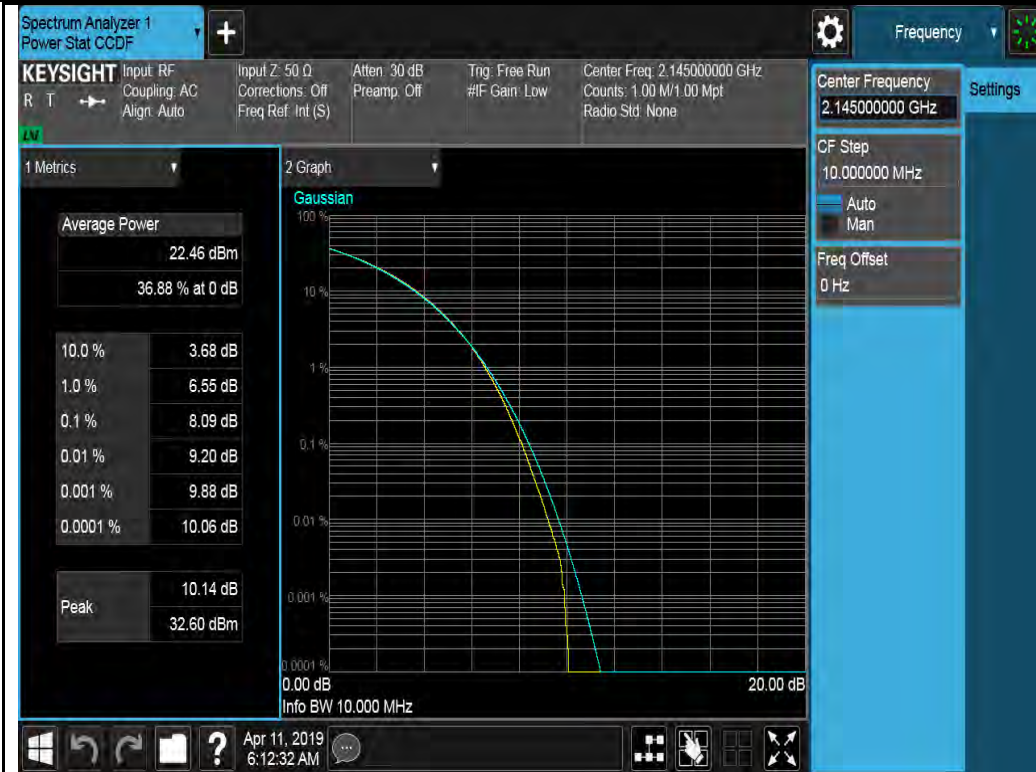 Spectrum Analyzer 1
Power Stat CCDF
+
Frequency
KEYSIGHT
R T
LM
Input: RF
Coupling: AC
Align: Auto
Input Z: 50 Ω
Corrections: Off
Freq Ref: Int (S)
Atten: 30 dB
Preamp: Off
Trig: Free Run
#IF Gain: Low
Center Freq: 2.145000000 GHz
Counts: 1.00 M/1.00 Mpt
Radio Std: None
Center Frequency
2.145000000 GHz
Settings
CF Step
10.000000 MHz
Auto
Man
Freq Offset
0 Hz
1 Metrics
Average Power
22.46 dBm
36.88 % at 0 dB
10.0 % 3.68 dB
1.0 % 6.55 dB
0.1 % 8.09 dB
0.01 % 9.20 dB
0.001 % 9.88 dB
0.0001 % 10.06 dB
Peak
10.14 dB
32.60 dBm
2 Graph
Gaussian
100 %
10 %
1 %
0.1 %
0.01 %
0.001 %
0.0001 %
0.00 dB
20.00 dB
Info BW 10.000 MHz
?
Apr 11, 2019
6:12:32 AM